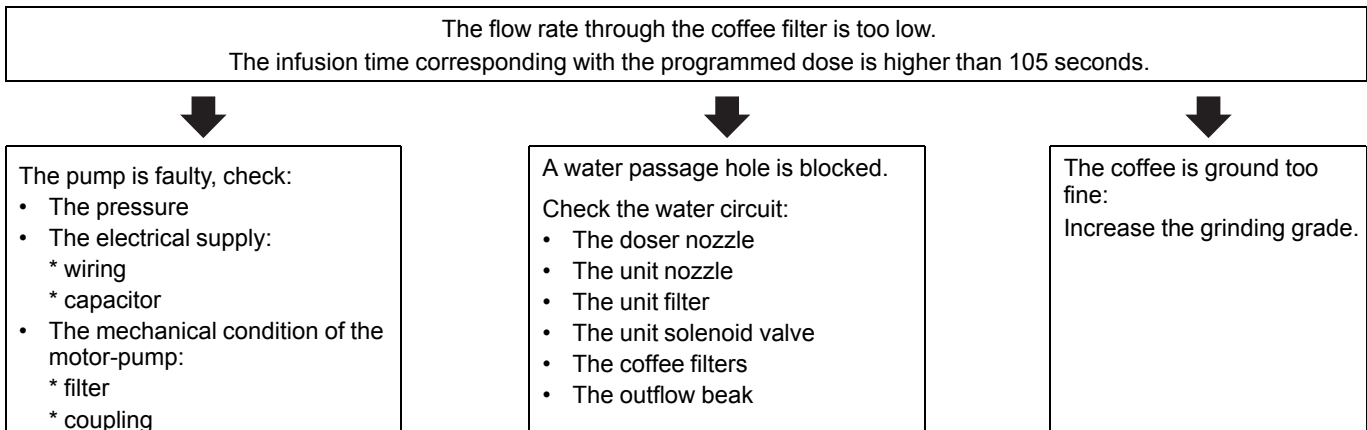 The flow rate through the coffee filter is too low.
The infusion time corresponding with the programmed dose is higher than 105 seconds.
The pump is faulty, check:
• The pressure
• The electrical supply:
* wiring
* capacitor
• The mechanical condition of the
motor-pump:
* filter
* coupling
A water passage hole is blocked.
Check the water circuit:
• The doser nozzle
• The unit nozzle
• The unit filter
• The unit solenoid valve
• The coffee filters
• The outflow beak
The coffee is ground too
fine:
Increase the grinding grade.